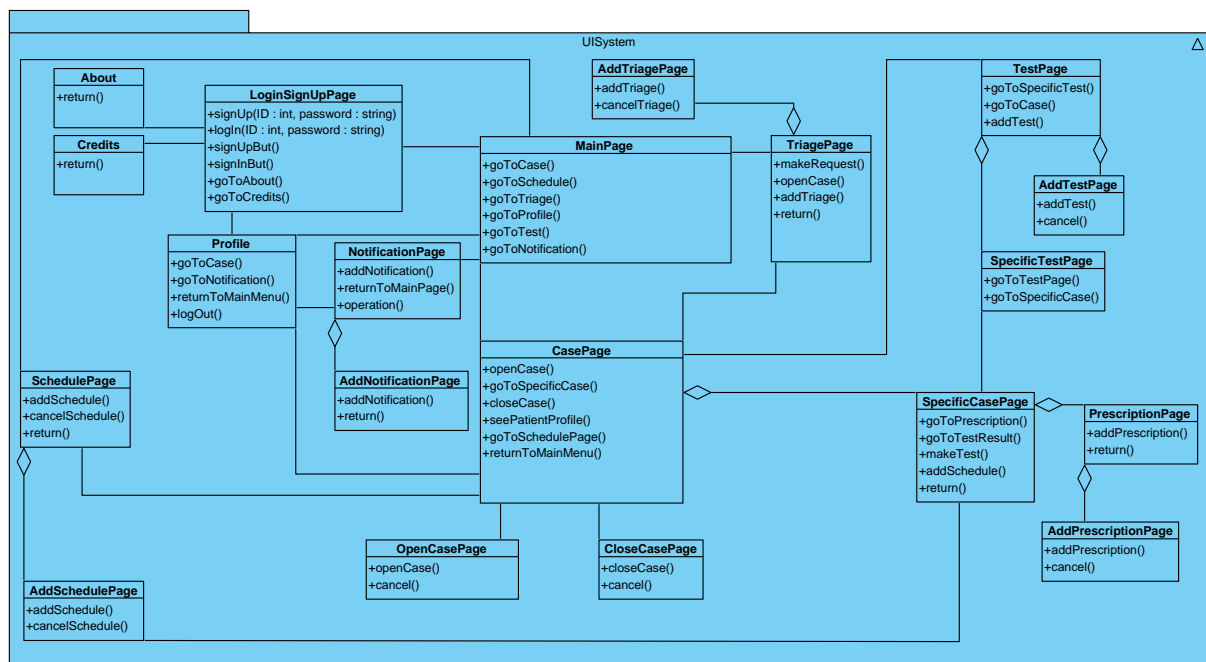 UISystem
About
+return()
Credits
+return()
LoginSignUpPage
+signUp(ID : int, password : string)
+logIn(ID : int, password : string)
+signUpBut()
+signInBut()
+goToAbout()
+goToCredits()
AddTriagePage
+addTriage()
+cancelTriage()
MainPage
+goToCase()
+goToSchedule()
+goToTriage()
+goToProfile()
+goToTest()
+goToNotification()
TriagePage
+makeRequest()
+openCase()
+addTriage()
+return()
TestPage
+goToSpecificTest()
+goToCase()
+addTest()
AddTestPage
+addTest()
+cancel()
Profile
+goToCase()
+goToNotification()
+returnToMainMenu()
+logOut()
NotificationPage
+addNotification()
+returnToMainPage()
+operation()
SpecificTestPage
+goToTestPage()
+goToSpecificCase()
SchedulePage
+addSchedule()
+cancelSchedule()
+return()
AddNotificationPage
+addNotification()
+return()
CasePage
+openCase()
+goToSpecificCase()
+closeCase()
+seePatientProfile()
+goToSchedulePage()
+returnToMainMenu()
SpecificCasePage
+goToPrescription()
+goToTestResult()
+makeTest()
+addSchedule()
+return()
PrescriptionPage
+addPrescription()
+return()
OpenCasePage
+openCase()
+cancel()
CloseCasePage
+closeCase()
+cancel()
AddPrescriptionPage
+addPrescription()
+cancel()
AddSchedulePage
+addSchedule()
+cancelSchedule()